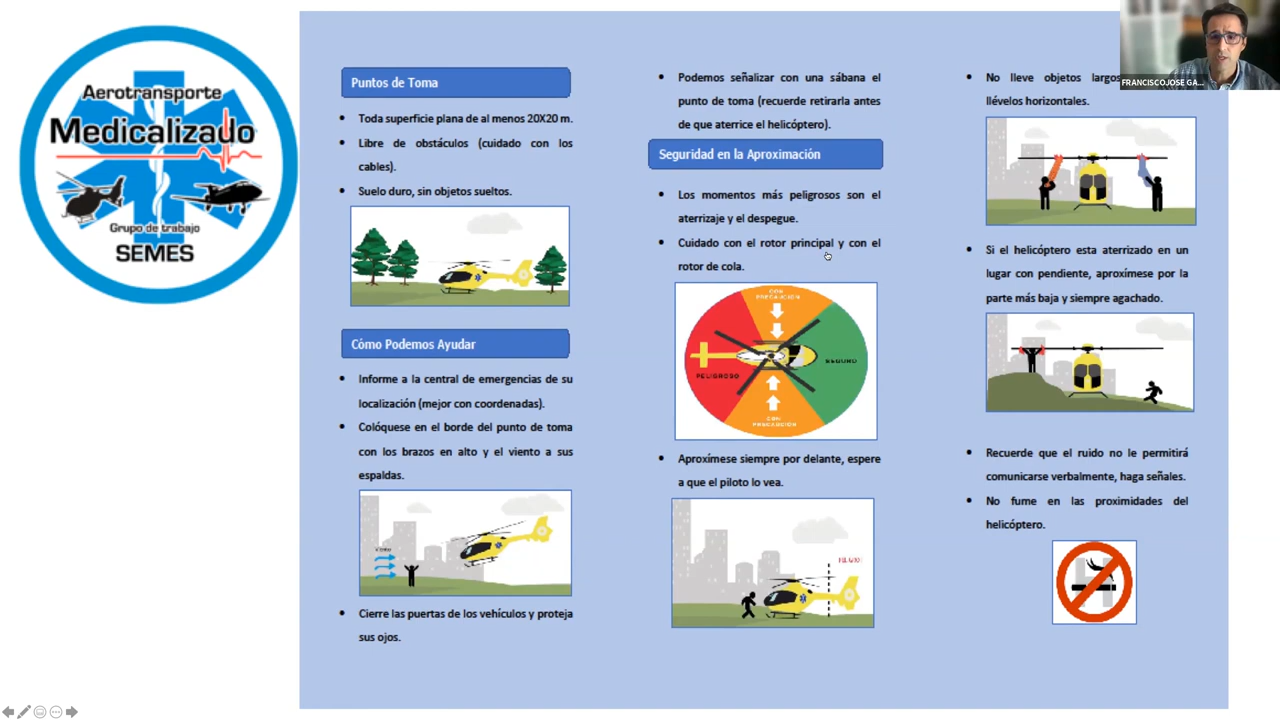 Aerotransporte
Medicalizado
Grupo de trabajo
SEMES
Puntos de Toma
• Toda superficie plana de al menos 20X20 m.
• Libre de obstáculos (cuidado con los
cables).
• Suelo duro, sin objetos sueltos.
Cómo Podemos Ayudar
• Informe a la central de emergencias de su
localización (mejor con coordenadas).
• Colóquese en el borde del punto de toma
con los brazos en alto y el viento a sus
espaldas.
• Cierre las puertas de los vehículos y proteja
sus ojos.
• Podemos señalizar con una sábana el
punto de toma (recuerde retirarla antes
de que aterrice el helicóptero).
Seguridad en la Aproximación
• Los momentos más peligrosos son el
aterrizaje y el despegue.
• Cuidado con el rotor principal y con el
rotor de cola.
CON
PRECAUCIÓN
PELIGROSO
SEGURO
CON
PRECAUCIÓN
• Aproxímese siempre por delante, espere
a que el piloto lo vea.
• No lleve objetos largos
llévelos horizontales.
• Si el helicóptero esta aterrizado en un
lugar con pendiente, aproxímese por la
parte más baja y siempre agachado.
• Recuerde que el ruido no le permitirá
comunicarse verbalmente, haga señales.
• No fume en las proximidades del
helicóptero.
H
FRANCISCOJOSE GA...